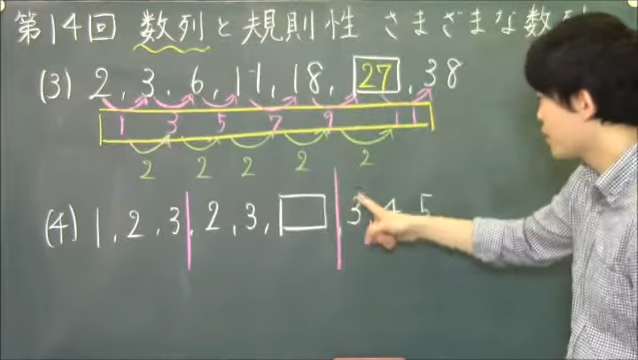 第14回 数列と規則性 さまざまな数列
(3) 2, 3, 6, 11, 18, 27, 38
1 3 5 7 9 11
2 2 2 2 2
(4) 1, 2, 3, 2, 3, □, 3, 4, 5